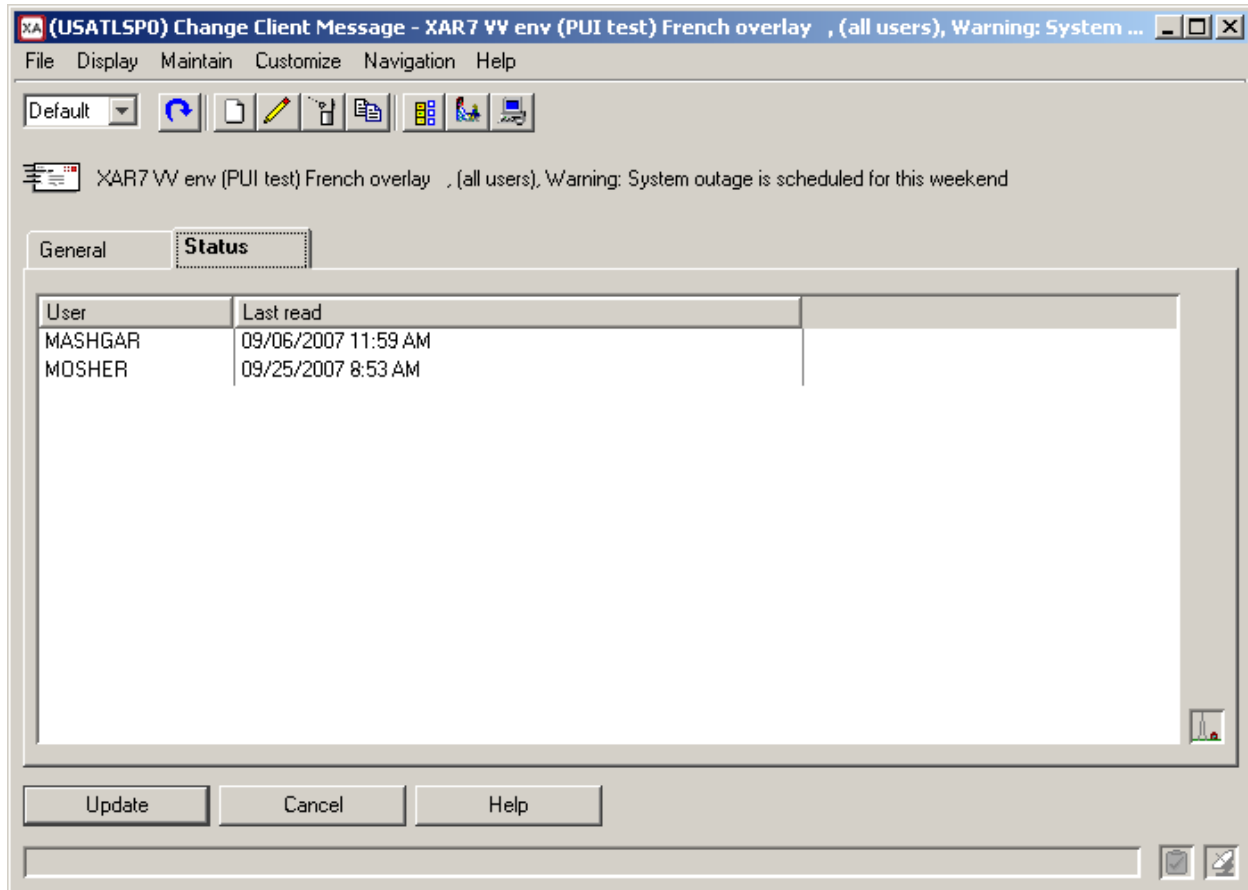 XA (USATLSP0) Change Client Message - XAR7 VV env (PUI test) French overlay , (all users), Warning: System ...
File Display Maintain Customize Navigation Help
Default
XAR7 VV env (PUI test) French overlay , (all users), Warning: System outage is scheduled for this weekend
General Status
User Last read
MASHGAR 09/06/2007 11:59 AM
MOSHER 09/25/2007 8:53 AM
Update Cancel Help